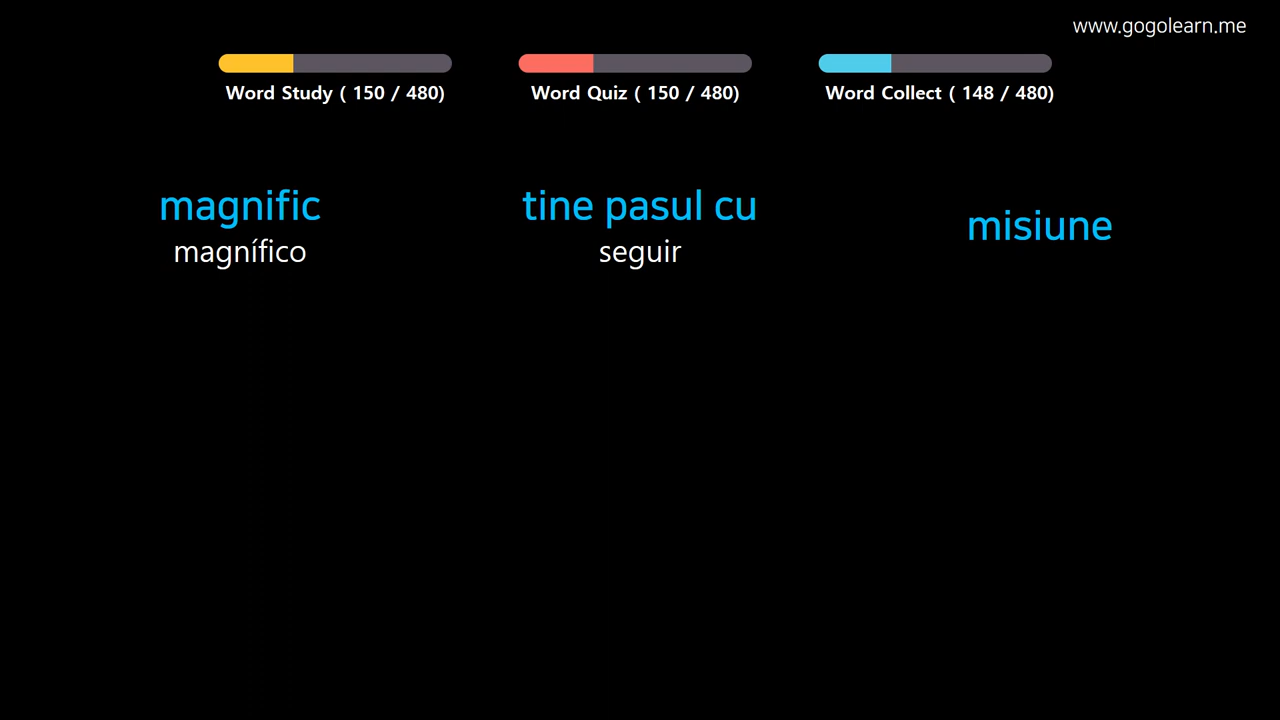 www.gogolearn.me
Word Study ( 150 / 480)
Word Quiz ( 150 / 480)
Word Collect ( 148 / 480)
magnific
magnífico
tine pasul cu
seguir
misiune